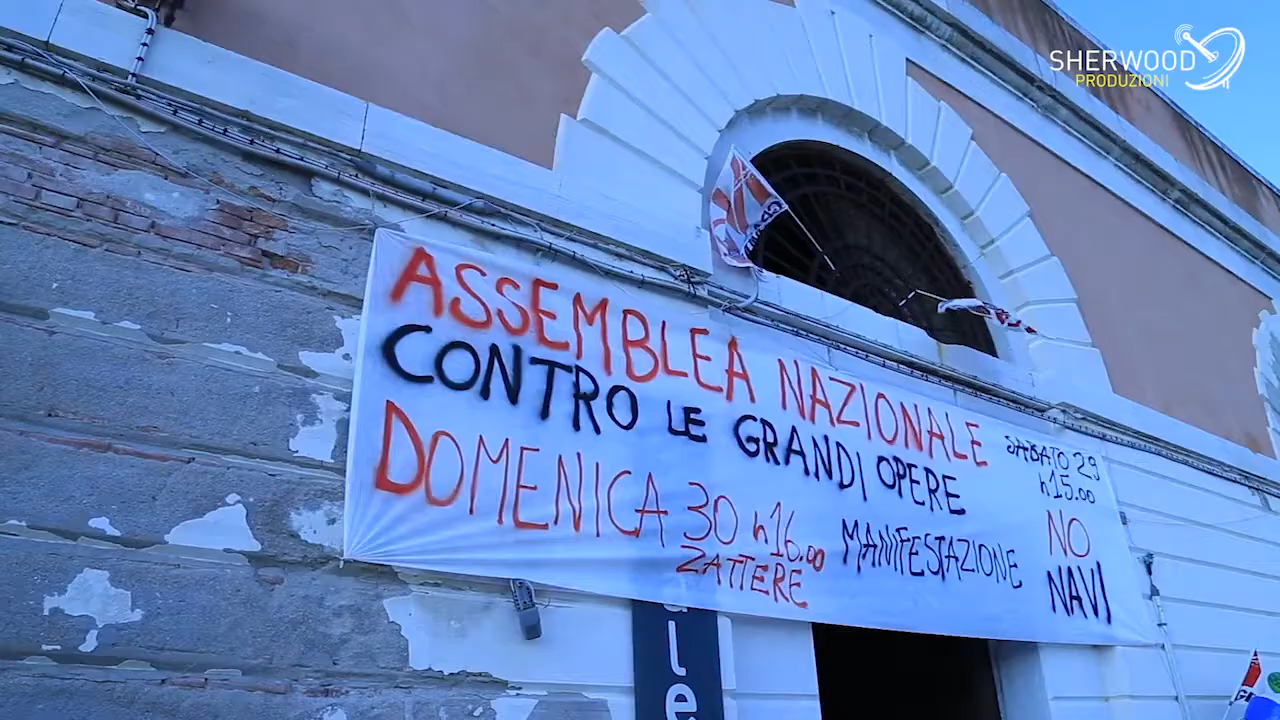 SHERWOOD
PRODUZIONI
ASSEMBLEA NAZIONALE
CONTRO LE GRANDI OPERE
SABATO 29
h15.00
DOMENICA 30 h16.00
ZATTERE
MANIFESTAZIONE
NO
NAVI
ale